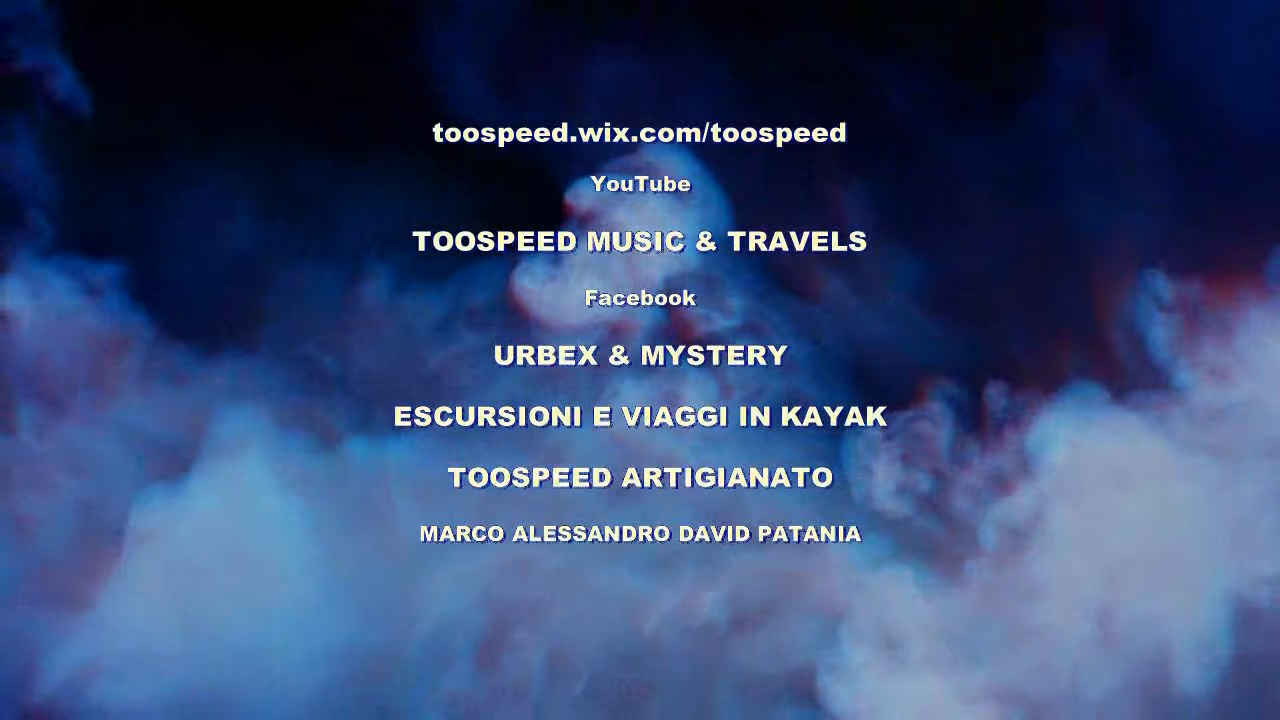 toospeed.wix.com/toospeed
YouTube
TOOSPEED MUSIC & TRAVELS
Facebook
URBEX & MYSTERY
ESCURSIONI E VIAGGI IN KAYAK
TOOSPEED ARTIGIANATO
MARCO ALESSANDRO DAVID PATANIA